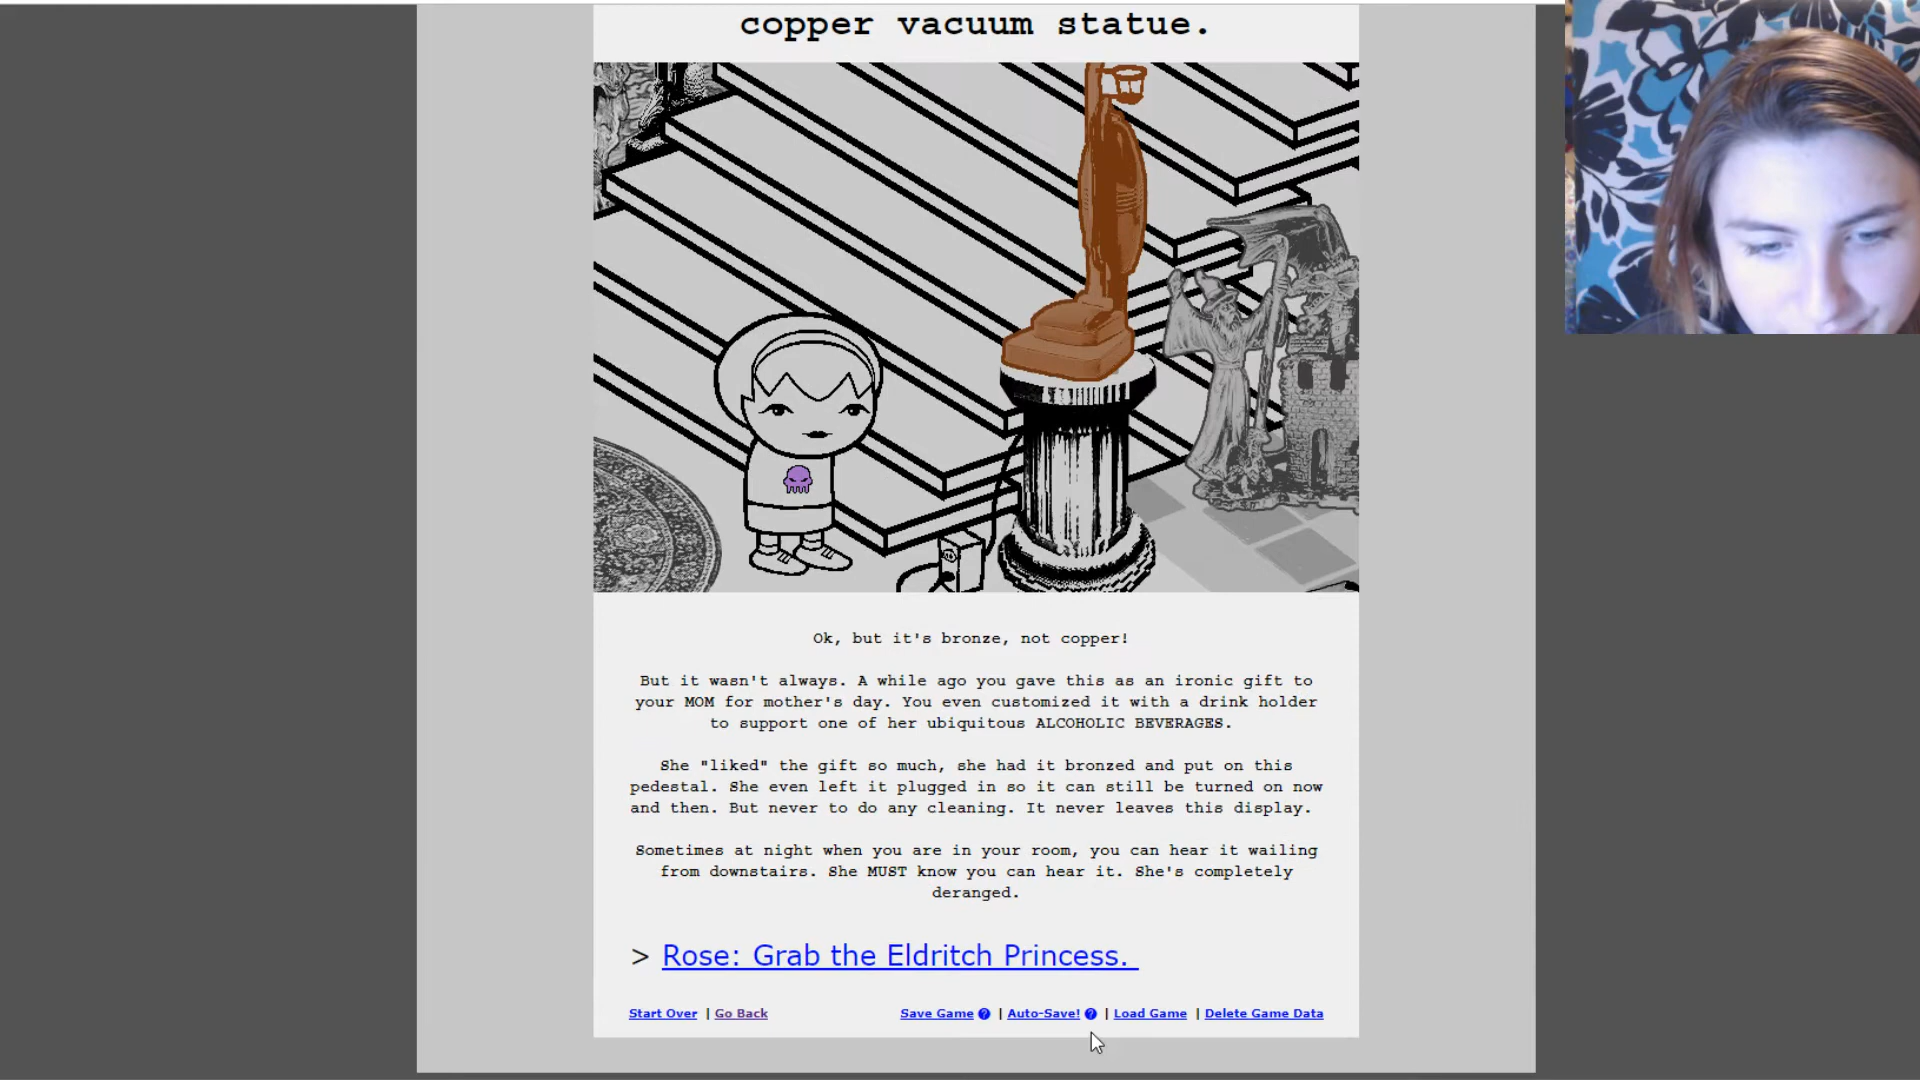 copper vacuum statue.
Ok, but it's bronze, not copper!
But it wasn't always. A while ago you gave this as an ironic gift to
your MOM for mother's day. You even customized it with a drink holder
to support one of her ubiquitous ALCOHOLIC BEVERAGES.
She "liked" the gift so much, she had it bronzed and put on this
pedestal. She even left it plugged in so it can still be turned on now
and then. But never to do any cleaning. It never leaves this display.
Sometimes at night when you are in your room, you can hear it wailing
from downstairs. She MUST know you can hear it. She's completely
deranged.
> Rose: Grab the Eldritch Princess.
Start Over | Go Back Save Game ? | Auto-Save! ? | Load Game | Delete Game Data